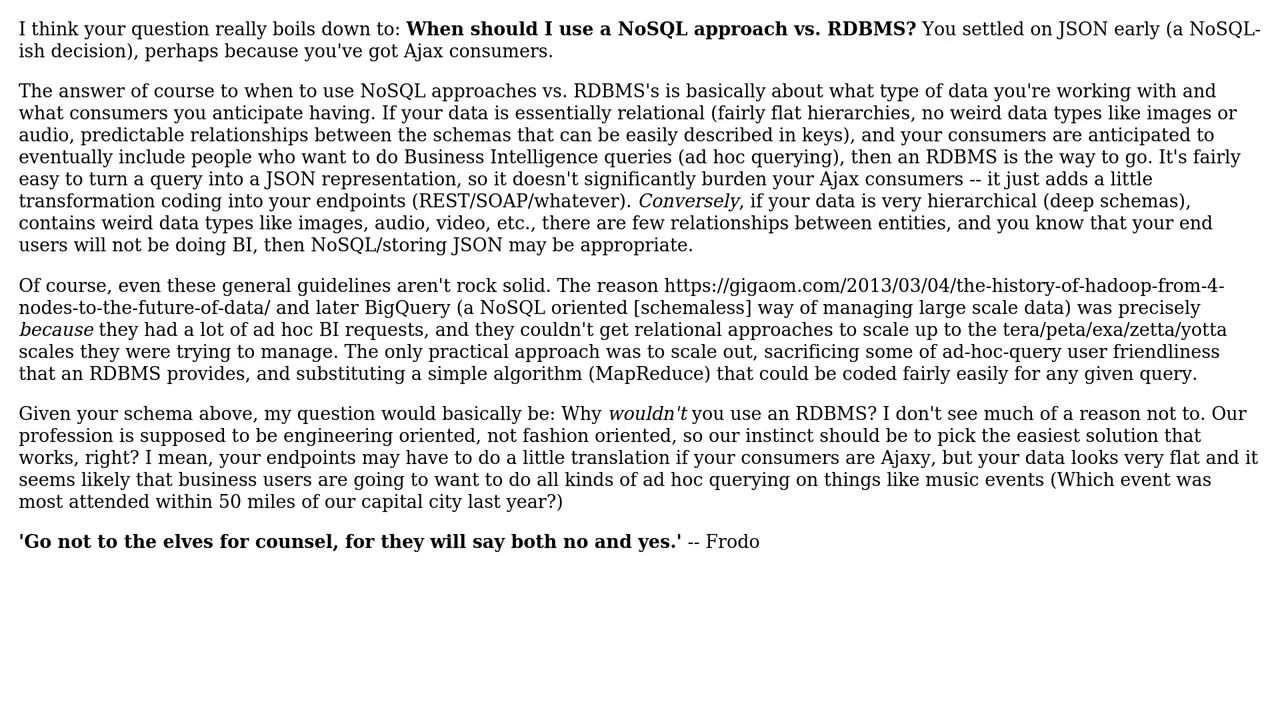 I think your question really boils down to: When should I use a NoSQL approach vs. RDBMS? You settled on JSON early (a NoSQL-
ish decision), perhaps because you've got Ajax consumers.
The answer of course to when to use NoSQL approaches vs. RDBMS's is basically about what type of data you're working with and
what consumers you anticipate having. If your data is essentially relational (fairly flat hierarchies, no weird data types like images or
audio, predictable relationships between the schemas that can be easily described in keys), and your consumers are anticipated to
eventually include people who want to do Business Intelligence queries (ad hoc querying), then an RDBMS is the way to go. It's fairly
easy to turn a query into a JSON representation, so it doesn't significantly burden your Ajax consumers -- it just adds a little
transformation coding into your endpoints (REST/SOAP/whatever). Conversely, if your data is very hierarchical (deep schemas),
contains weird data types like images, audio, video, etc., there are few relationships between entities, and you know that your end
users will not be doing BI, then NoSQL/storing JSON may be appropriate.
Of course, even these general guidelines aren't rock solid. The reason https://gigaom.com/2013/03/04/the-history-of-hadoop-from-4-
nodes-to-the-future-of-data/ and later BigQuery (a NoSQL oriented [schemaless] way of managing large scale data) was precisely
because they had a lot of ad hoc BI requests, and they couldn't get relational approaches to scale up to the tera/peta/exa/zetta/yotta
scales they were trying to manage. The only practical approach was to scale out, sacrificing some of ad-hoc-query user friendliness
that an RDBMS provides, and substituting a simple algorithm (MapReduce) that could be coded fairly easily for any given query.
Given your schema above, my question would basically be: Why wouldn't you use an RDBMS? I don't see much of a reason not to. Our
profession is supposed to be engineering oriented, not fashion oriented, so our instinct should be to pick the easiest solution that
works, right? I mean, your endpoints may have to do a little translation if your consumers are Ajaxy, but your data looks very flat and it
seems likely that business users are going to want to do all kinds of ad hoc querying on things like music events (Which event was
most attended within 50 miles of our capital city last year?)
'Go not to the elves for counsel, for they will say both no and yes.' -- Frodo